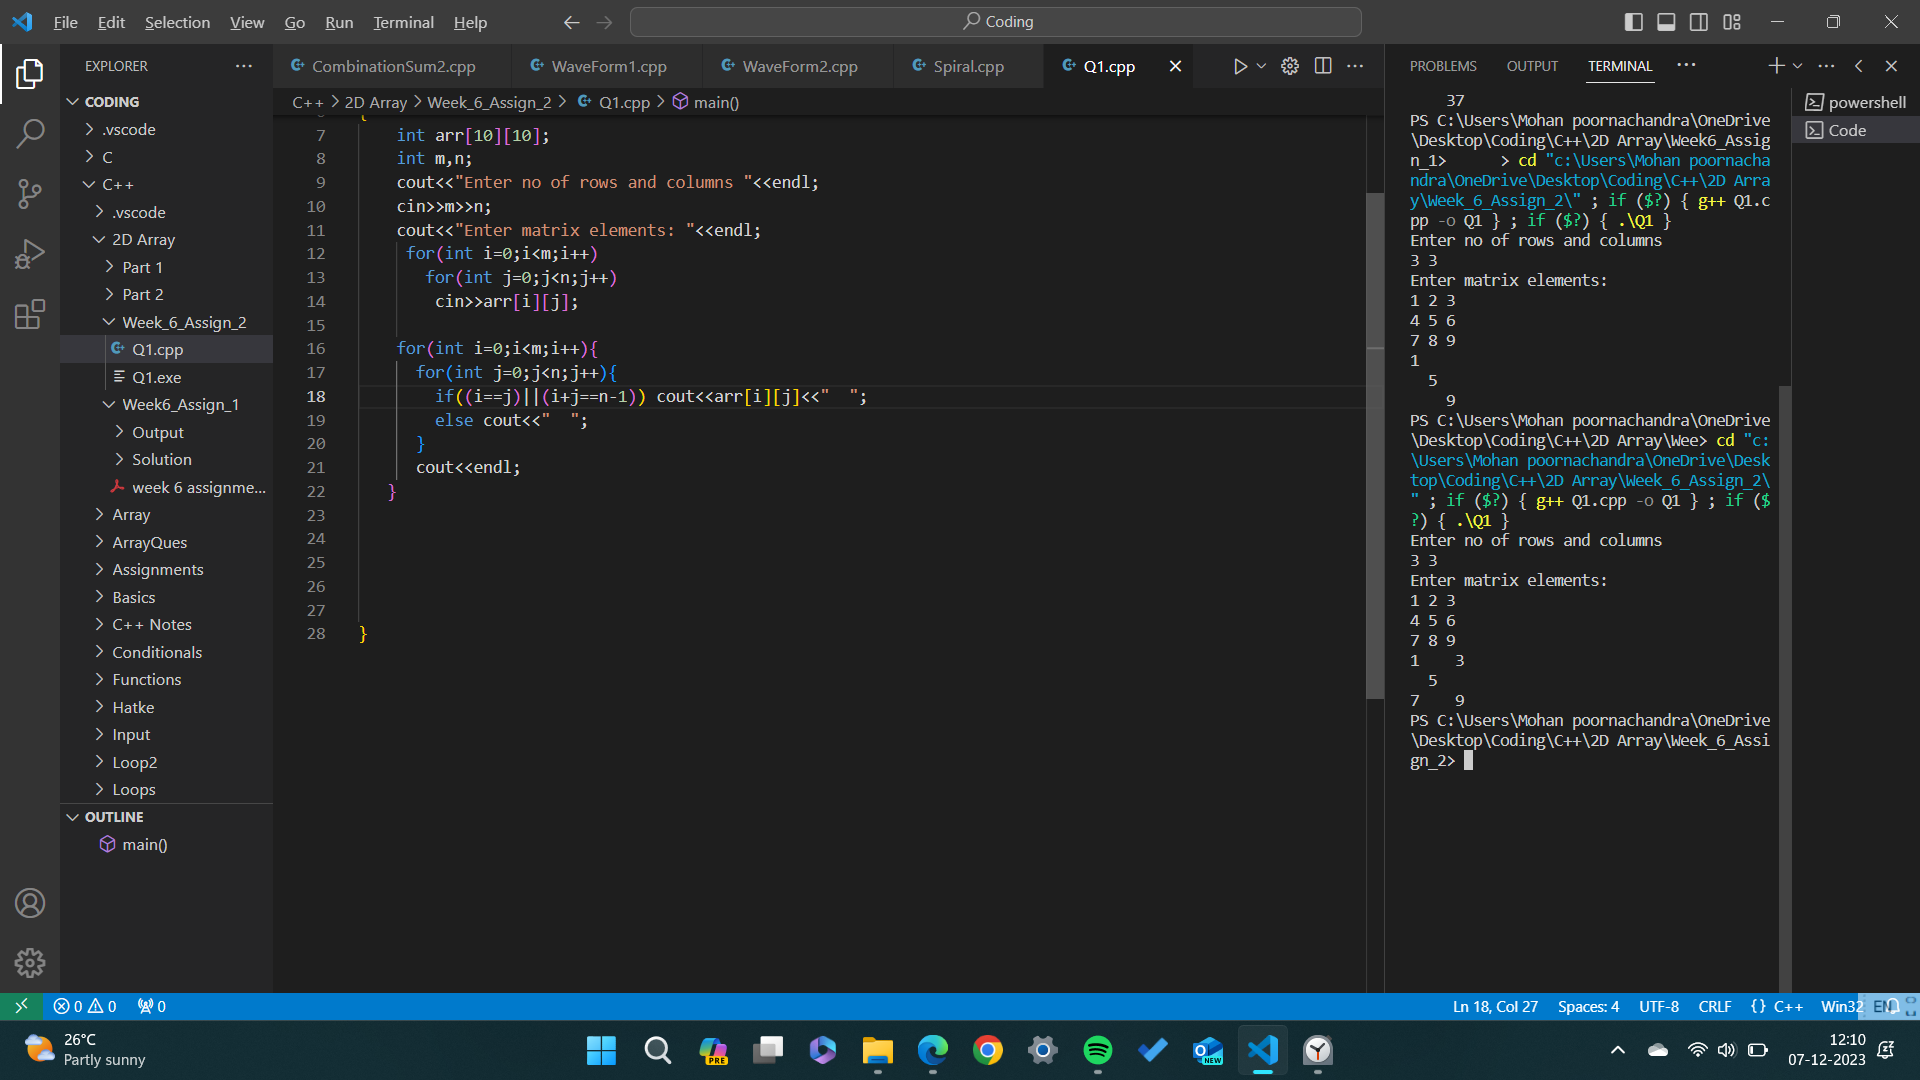 File Edit Selection View Go Run Terminal Help
Coding
EXPLORER
CODING
.vscode
C
C++
.vscode
2D Array
Part 1
Part 2
Week_6_Assign_2
Q1.cpp
Q1.exe
Week6_Assign_1
Output
Solution
week 6 assignme...
Array
ArrayQues
Assignments
Basics
C++ Notes
Conditionals
Functions
Hatke
Input
Loop2
Loops
OUTLINE
main()
CombinationSum2.cpp WaveForm1.cpp WaveForm2.cpp Spiral.cpp Q1.cpp
C++ > 2D Array > Week_6_Assign_2 > Q1.cpp > main()
7 int arr[10][10];
8 int m,n;
9 cout<<"Enter no of rows and columns "<<endl;
10 cin>>m>>n;
11 cout<<"Enter matrix elements: "<<endl;
12 for(int i=0;i<m;i++)
13 for(int j=0;j<n;j++)
14 cin>>arr[i][j];
15
16 for(int i=0;i<m;i++){
17 for(int j=0;j<n;j++){
18 if((i==j)||(i+j==n-1)) cout<<arr[i][j]<<"  ";
19 else cout<<"  ";
20 }
21 cout<<endl;
22 }
23
24
25
26
27
28 }
PROBLEMS OUTPUT TERMINAL
37
PS C:\Users\Mohan poornachandra\OneDrive
\Desktop\Coding\C++\2D Array\Week6_Assig
n_1>      > cd "c:\Users\Mohan poornacha
ndra\OneDrive\Desktop\Coding\C++\2D Arra
y\Week_6_Assign_2\" ; if ($?) { g++ Q1.c
pp -o Q1 } ; if ($?) { .\Q1 }
Enter no of rows and columns
3 3
Enter matrix elements:
1 2 3
4 5 6
7 8 9
1
5
9
PS C:\Users\Mohan poornachandra\OneDrive
\Desktop\Coding\C++\2D Array\Wee> cd "c:
\Users\Mohan poornachandra\OneDrive\Desk
top\Coding\C++\2D Array\Week_6_Assign_2\
" ; if ($?) { g++ Q1.cpp -o Q1 } ; if ($
?) { .\Q1 }
Enter no of rows and columns
3 3
Enter matrix elements:
1 2 3
4 5 6
7 8 9
1    3
5
7    9
PS C:\Users\Mohan poornachandra\OneDrive
\Desktop\Coding\C++\2D Array\Week_6_Assi
gn_2>
powershell
Code
0 0 0
Ln 18, Col 27 Spaces: 4 UTF-8 CRLF {} C++ Win32 EN
26°C
Partly sunny
PRE
NEW
12:10
07-12-2023